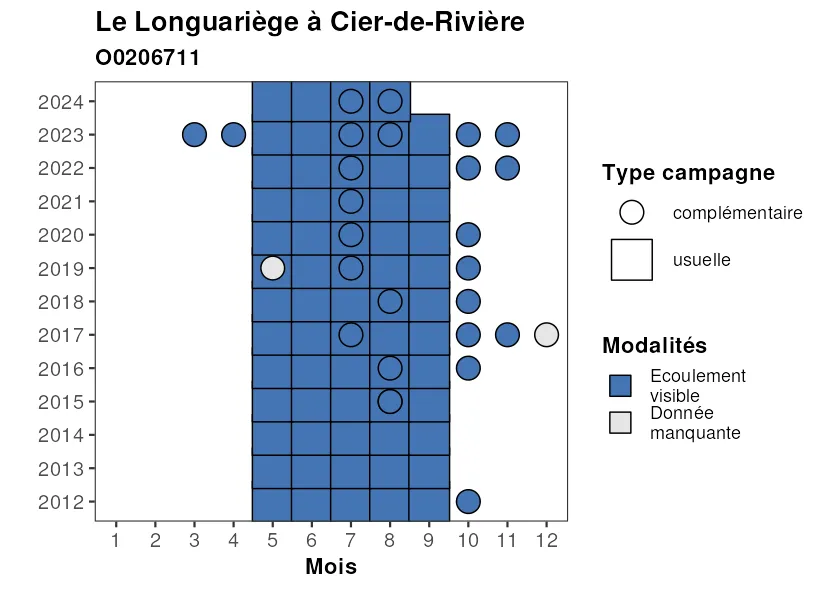 Le Longuariège à Cier-de-Rivière
O0206711
2024
2023
2022
2021
2020
2019
2018
2017
2016
2015
2014
2013
2012
1 2 3 4 5 6 7 8 9 10 11 12
Mois
Type campagne
complémentaire
usuelle
Modalités
Ecoulement
visible
Donnée
manquante